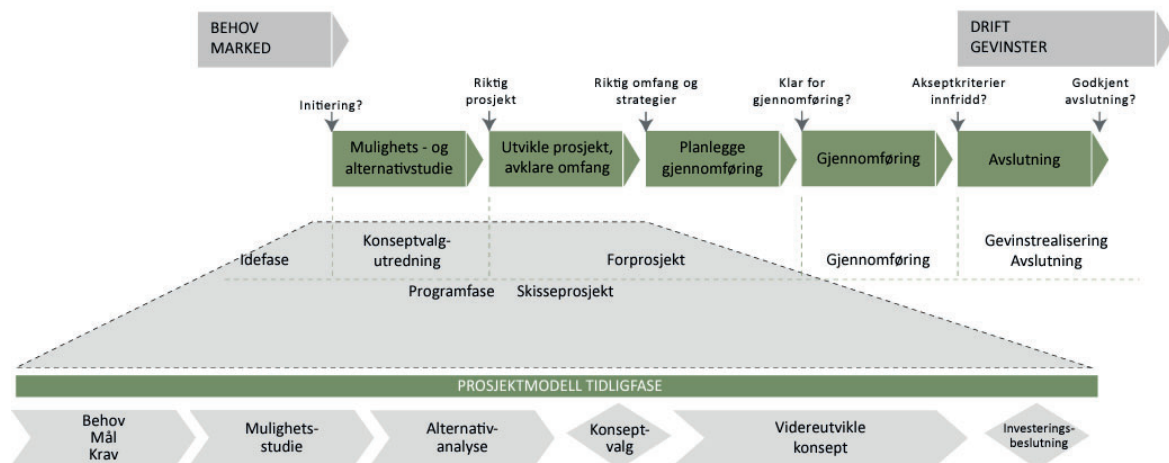 BEHOV
MARKED
DRIFT
GEVINSTER
Initiering?
Riktig
prosjekt
Riktig omfang og
strategier
Klar for
gjennomføring?
Akseptkriterier
innfridd?
Godkjent
avslutning?
Mulighets - og
alternativstudie
Utvikle prosjekt,
avklare omfang
Planlegge
gjennomføring
Gjennomføring
Avslutning
Idefase
Konseptvalg-
utredning
Forprosjekt
Gjennomføring
Gevinstrealisering
Avslutning
Programfase
Skisseprosjekt
PROSJEKTMODELL TIDLIGFASE
Behov
Mål
Krav
Mulighets-
studie
Alternativ-
analyse
Konsept-
valg
Videreutvikle
konsept
Investerings-
beslutning